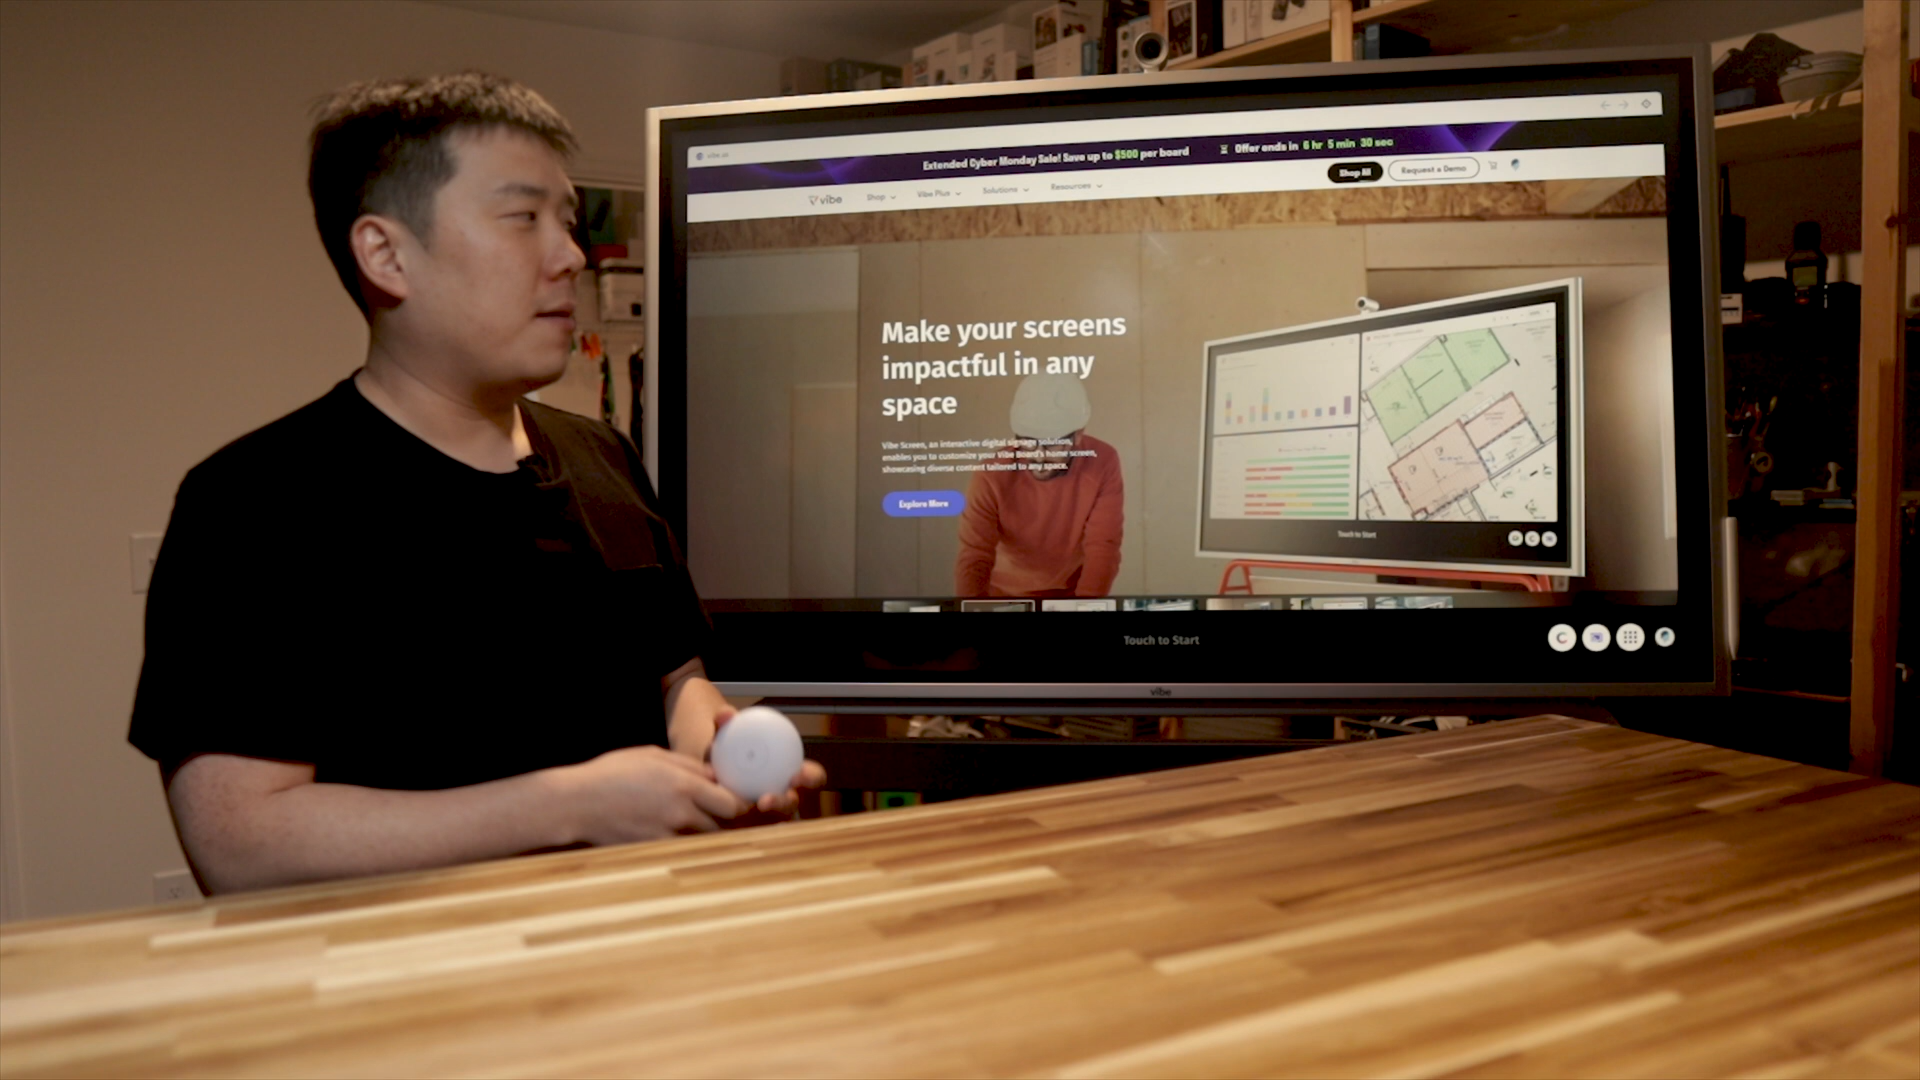 vibe.us
Extended Cyber Monday Sale! Save up to $500 per board
Offer ends in 6 hr 5 min 30 sec
vibe
Shop
Vibe Plus
Solutions
Resources
Shop All
Request a Demo
Make your screens
impactful in any
space
Vibe Screen, an interactive digital signage solution,
enables you to customize your Vibe Board's home screen,
showcasing diverse content tailored to any space.
Explore More
Touch to Start
Touch to Start
C
vibe